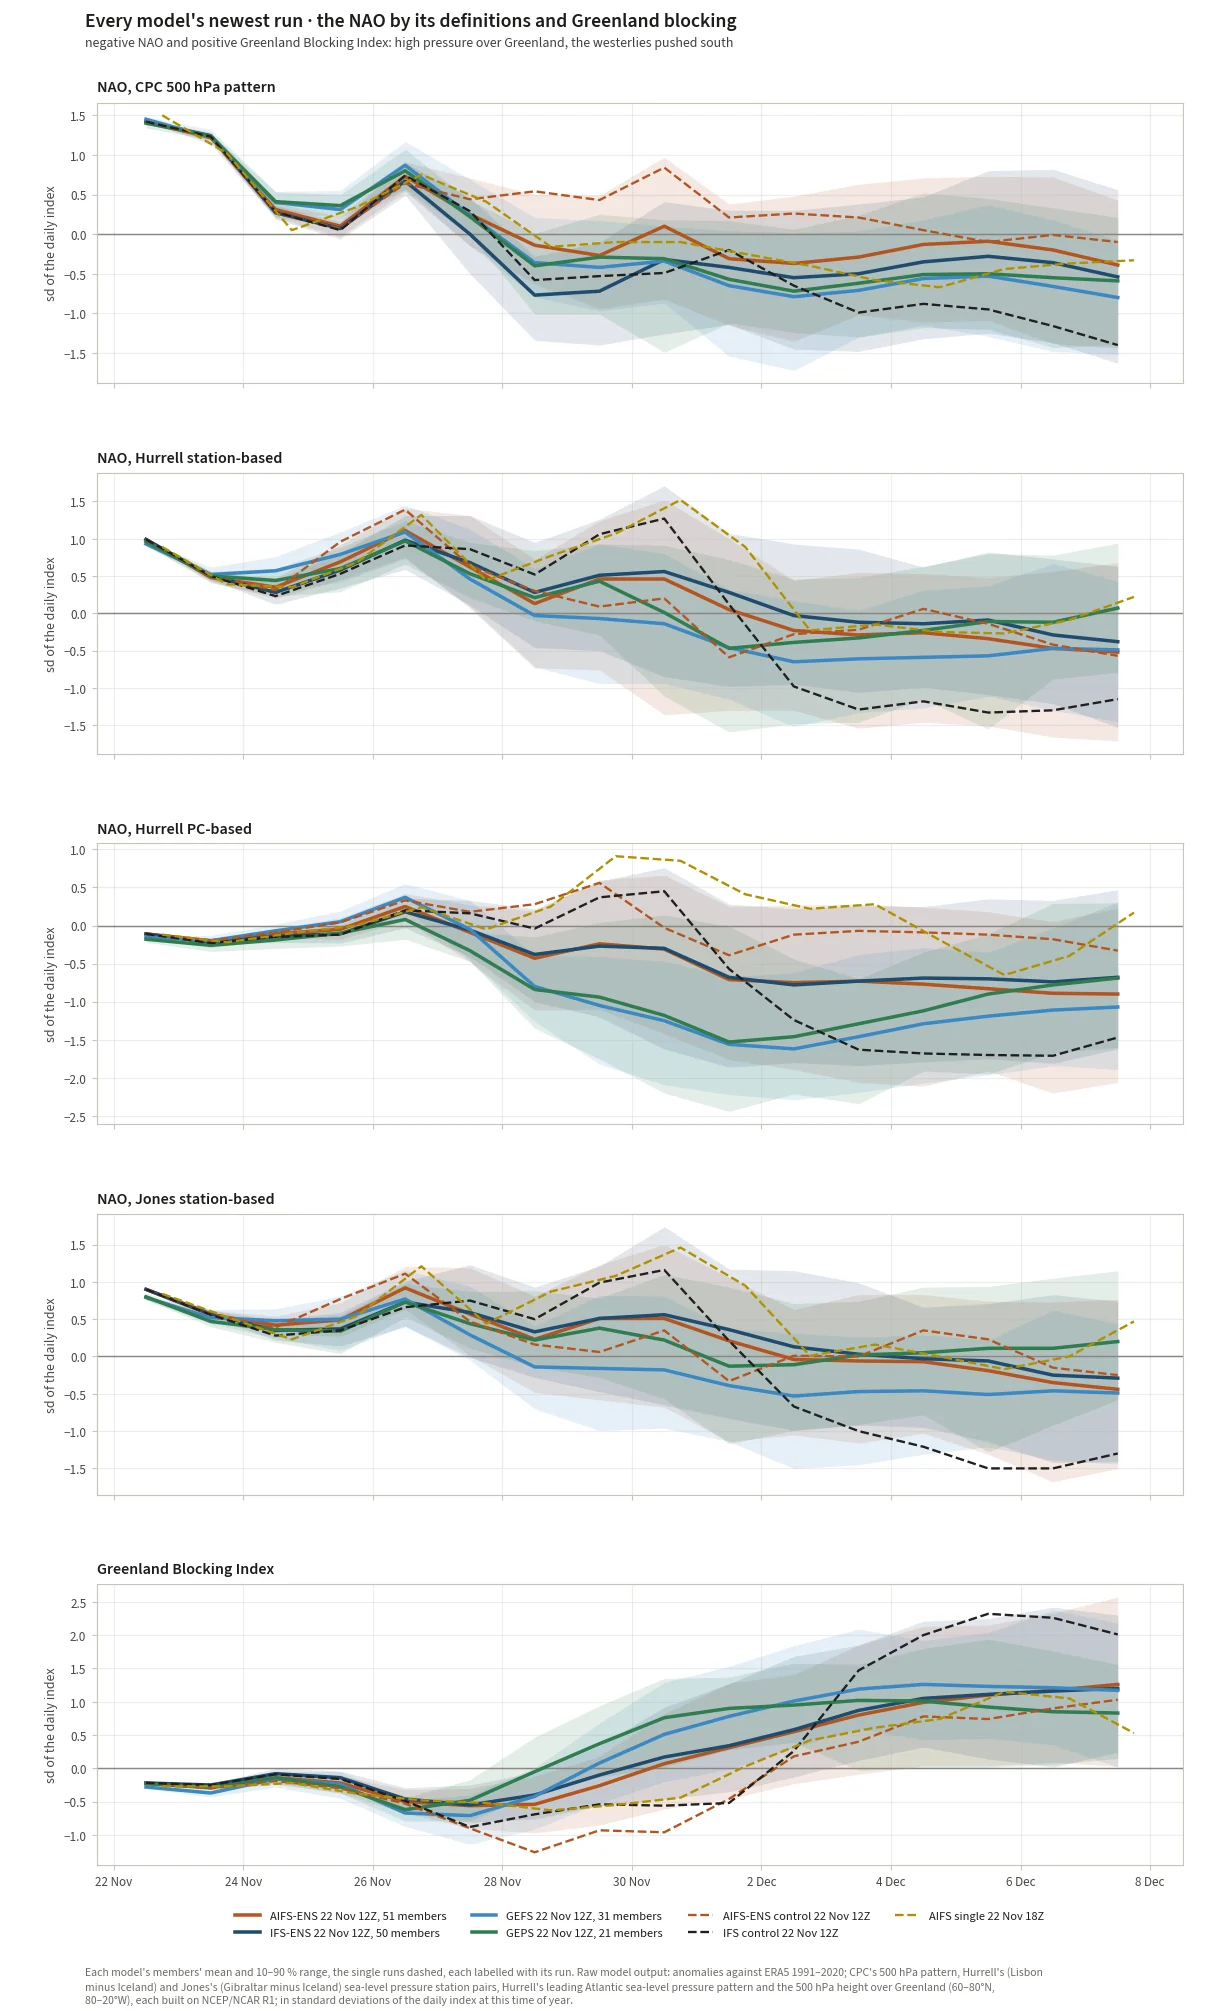 Every model's newest run · the NAO by its definitions and Greenland blocking
negative NAO and positive Greenland Blocking Index: high pressure over Greenland, the westerlies pushed south
NAO, CPC 500 hPa pattern
sd of the daily index
1.5
1.0
0.5
0.0
−0.5
−1.0
−1.5
NAO, Hurrell station-based
sd of the daily index
1.5
1.0
0.5
0.0
−0.5
−1.0
−1.5
NAO, Hurrell PC-based
sd of the daily index
1.0
0.5
0.0
−0.5
−1.0
−1.5
−2.0
−2.5
NAO, Jones station-based
sd of the daily index
1.5
1.0
0.5
0.0
−0.5
−1.0
−1.5
Greenland Blocking Index
sd of the daily index
2.5
2.0
1.5
1.0
0.5
0.0
−0.5
−1.0
22 Nov 24 Nov 26 Nov 28 Nov 30 Nov 2 Dec 4 Dec 6 Dec 8 Dec
AIFS-ENS 22 Nov 12Z, 51 members GEFS 22 Nov 12Z, 31 members AIFS-ENS control 22 Nov 12Z AIFS single 22 Nov 18Z
IFS-ENS 22 Nov 12Z, 50 members GEPS 22 Nov 12Z, 21 members IFS control 22 Nov 12Z
Each model's members' mean and 10–90 % range, the single runs dashed, each labelled with its run. Raw model output: anomalies against ERA5 1991–2020; CPC's 500 hPa pattern, Hurrell's (Lisbon
minus Iceland) and Jones's (Gibraltar minus Iceland) sea-level pressure station pairs, Hurrell's leading Atlantic sea-level pressure pattern and the 500 hPa height over Greenland (60–80°N,
80–20°W), each built on NCEP/NCAR R1; in standard deviations of the daily index at this time of year.